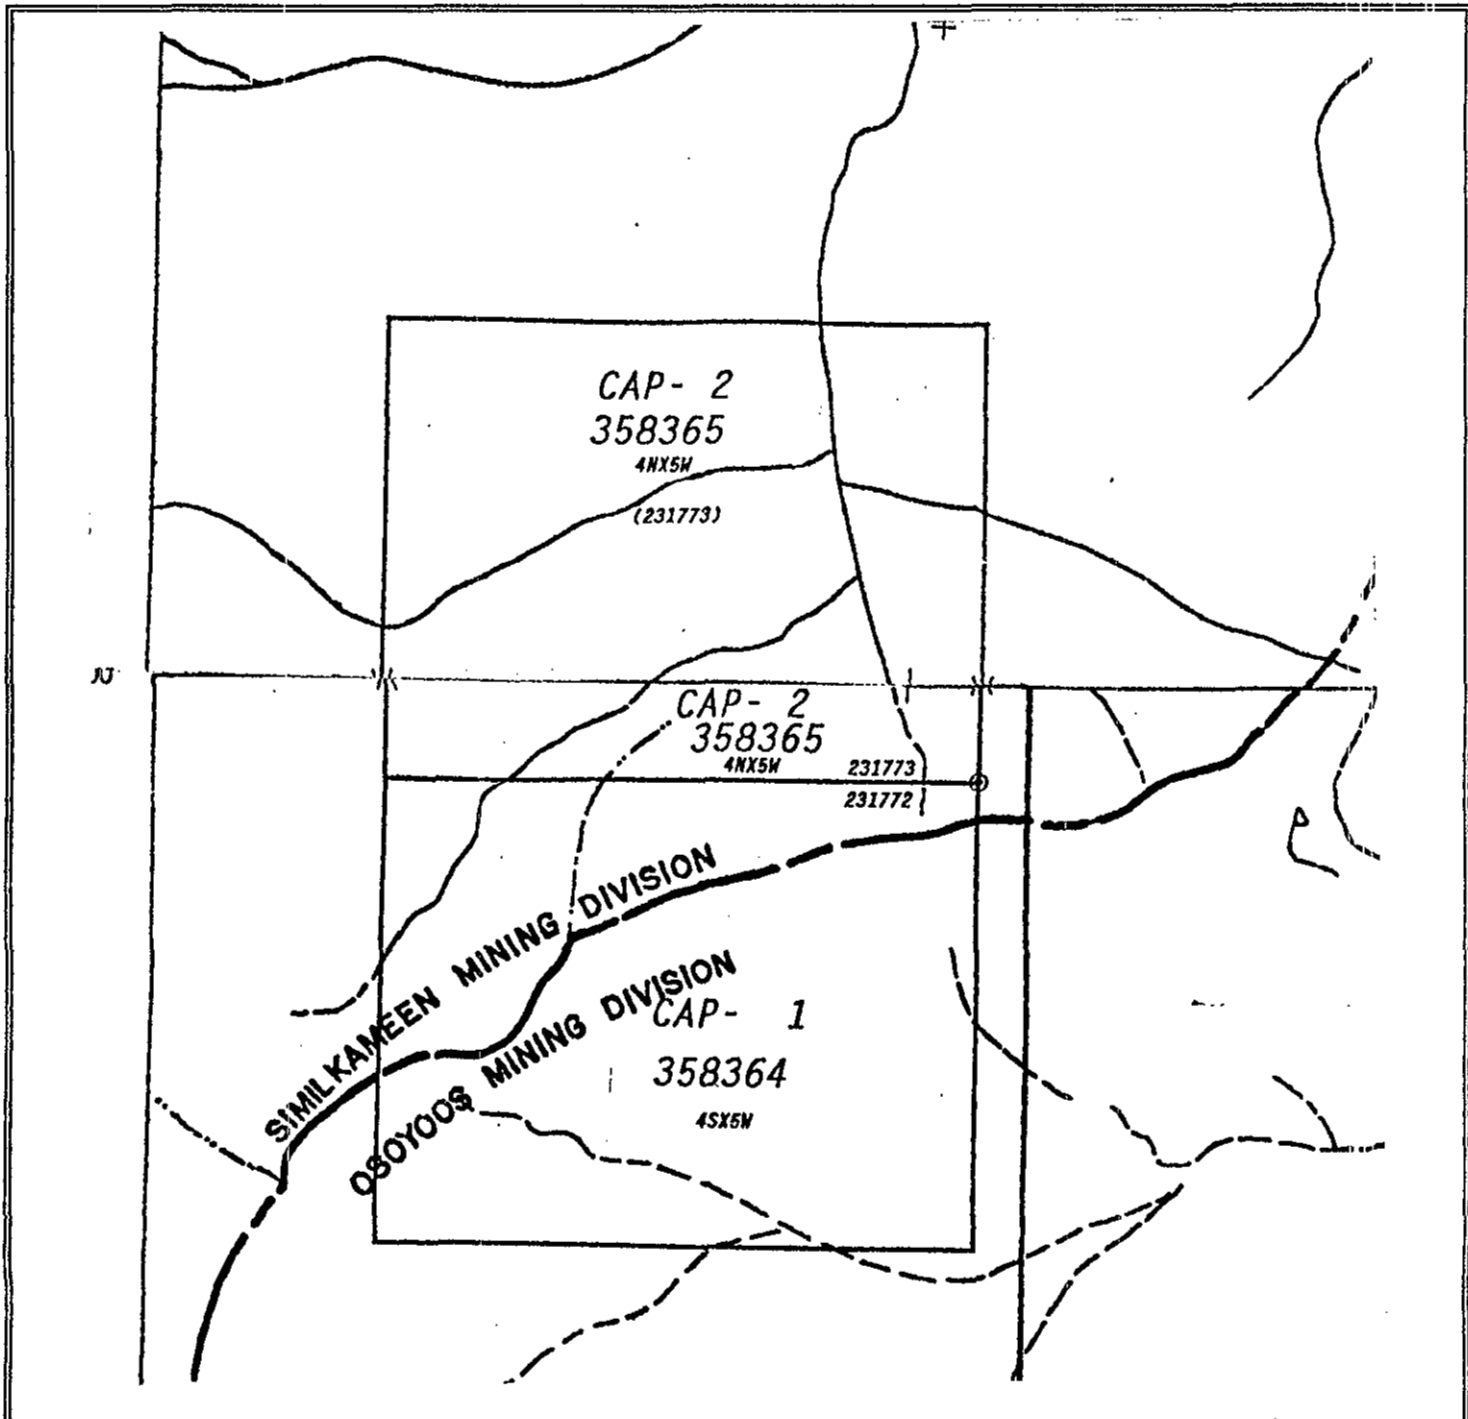 CAP- 2
358365
4NX5W
(231773)
CAP- 2
358365
4NX5W
231773
231772
SIMILKAMEEN MINING DIVISION
OSOYOOS MINING DIVISION
CAP- 1
358364
4SX5W